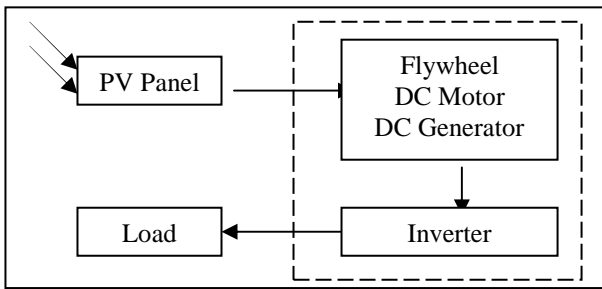 PV Panel
Flywheel
DC Motor
DC Generator
Load
Inverter